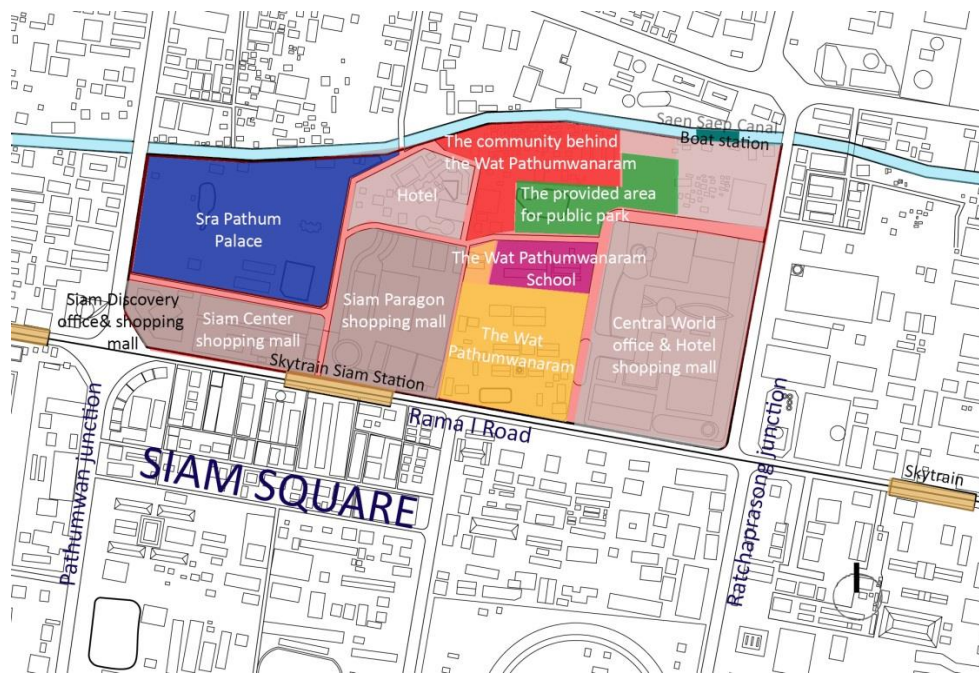 Saen Saen Canal
Boat station
The community behind
the Wat Pathumwanaram
Hotel
The provided area
for public park
Sra Pathum
Palace
The Wat Pathumwanaram
School
Siam Discovery
office& shopping
mall
Siam Center
shopping mall
Siam Paragon
shopping mall
The Wat
Pathumwanaram
Central World
office & Hotel
shopping mall
Skytrain Siam Station
Rama I Road
SIAM SQUARE
Pathumwan junction
Ratchaprasong junction
Skytrain